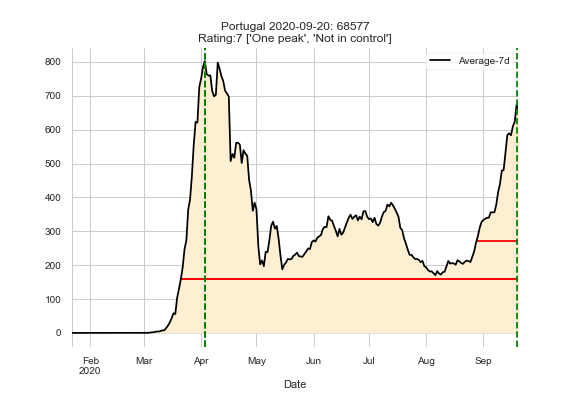 Portugal 2020-09-20: 68577
Rating:7 ['One peak', 'Not in control']
Average-7d
800
700
600
500
400
300
200
100
0
Feb
2020
Mar
Apr
May
Jun
Jul
Aug
Sep
Date